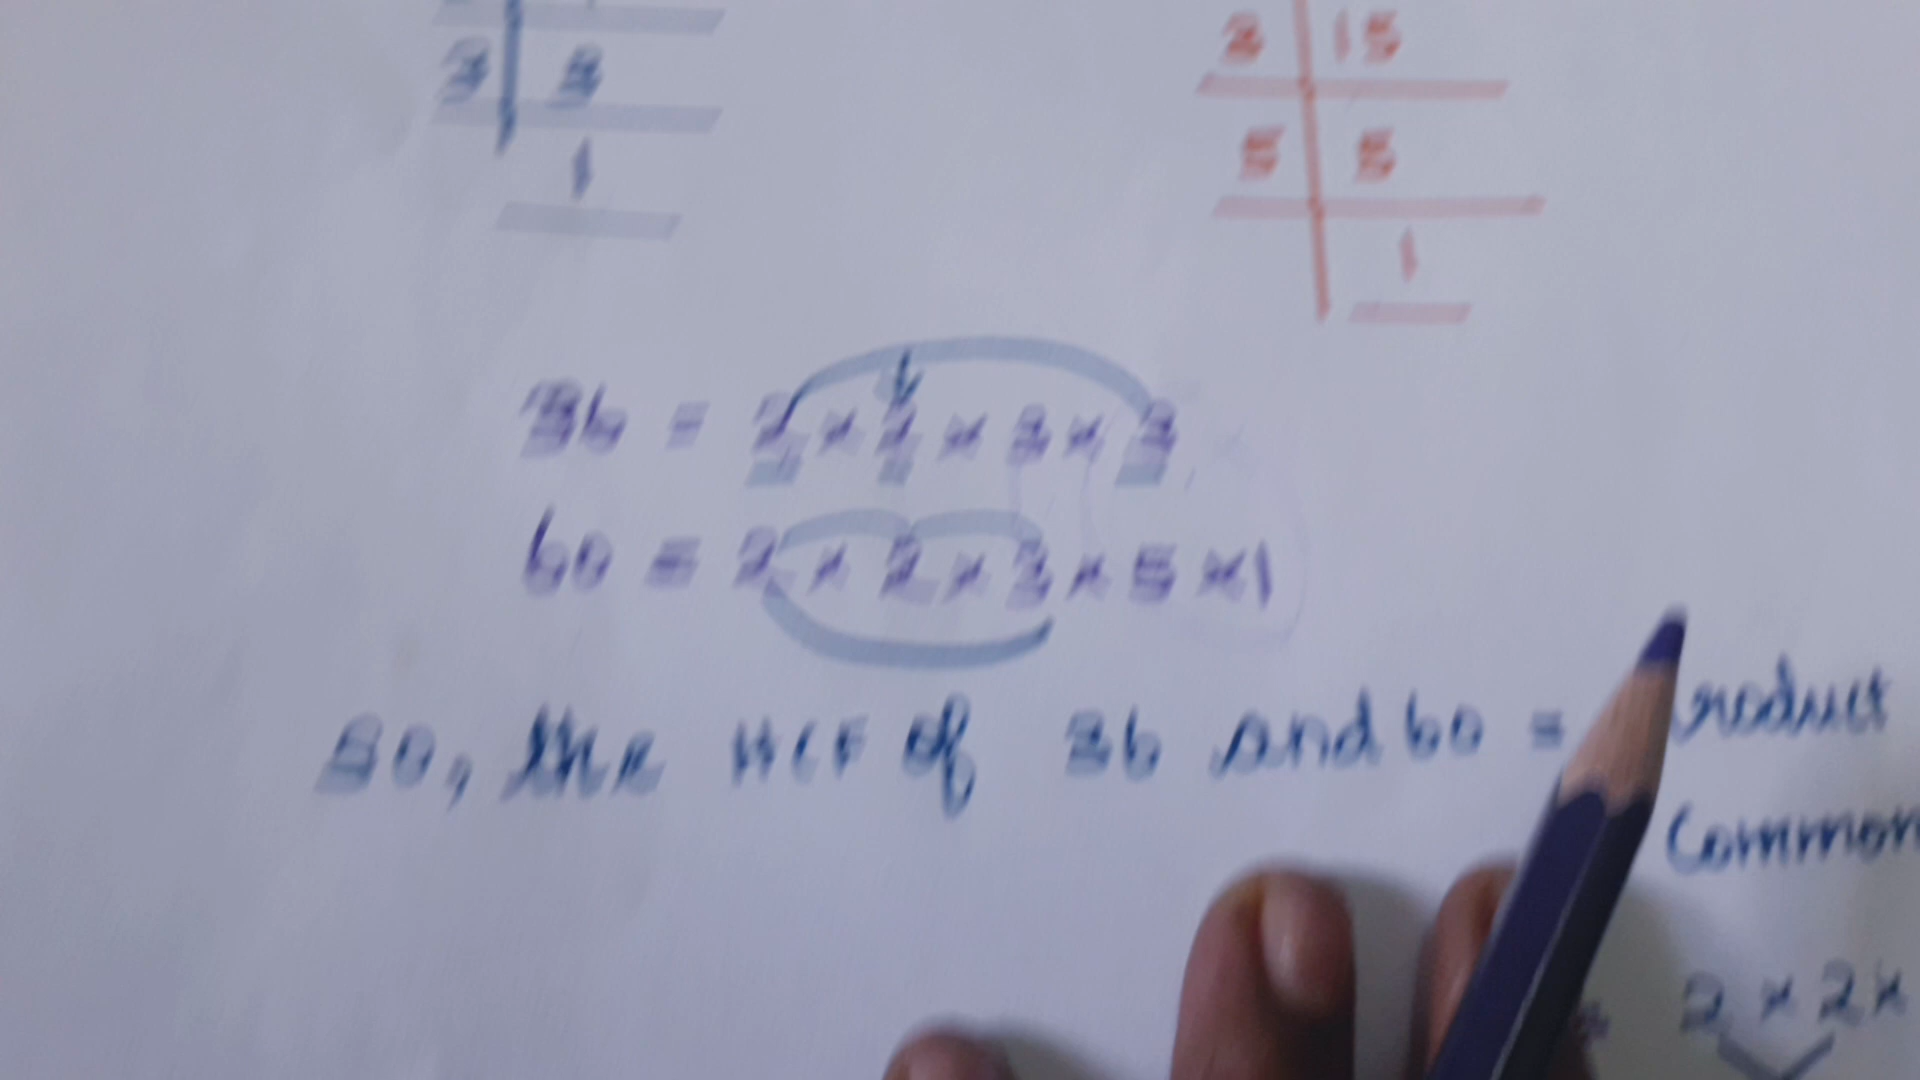 3 3
1
3 15
5 5
1
36 = 2 × 2 × 3 × 3
60 = 2 × 2 × 3 × 5 × 1
So, the HCF of 36 and 60 = product
Common
2 × 2 ×